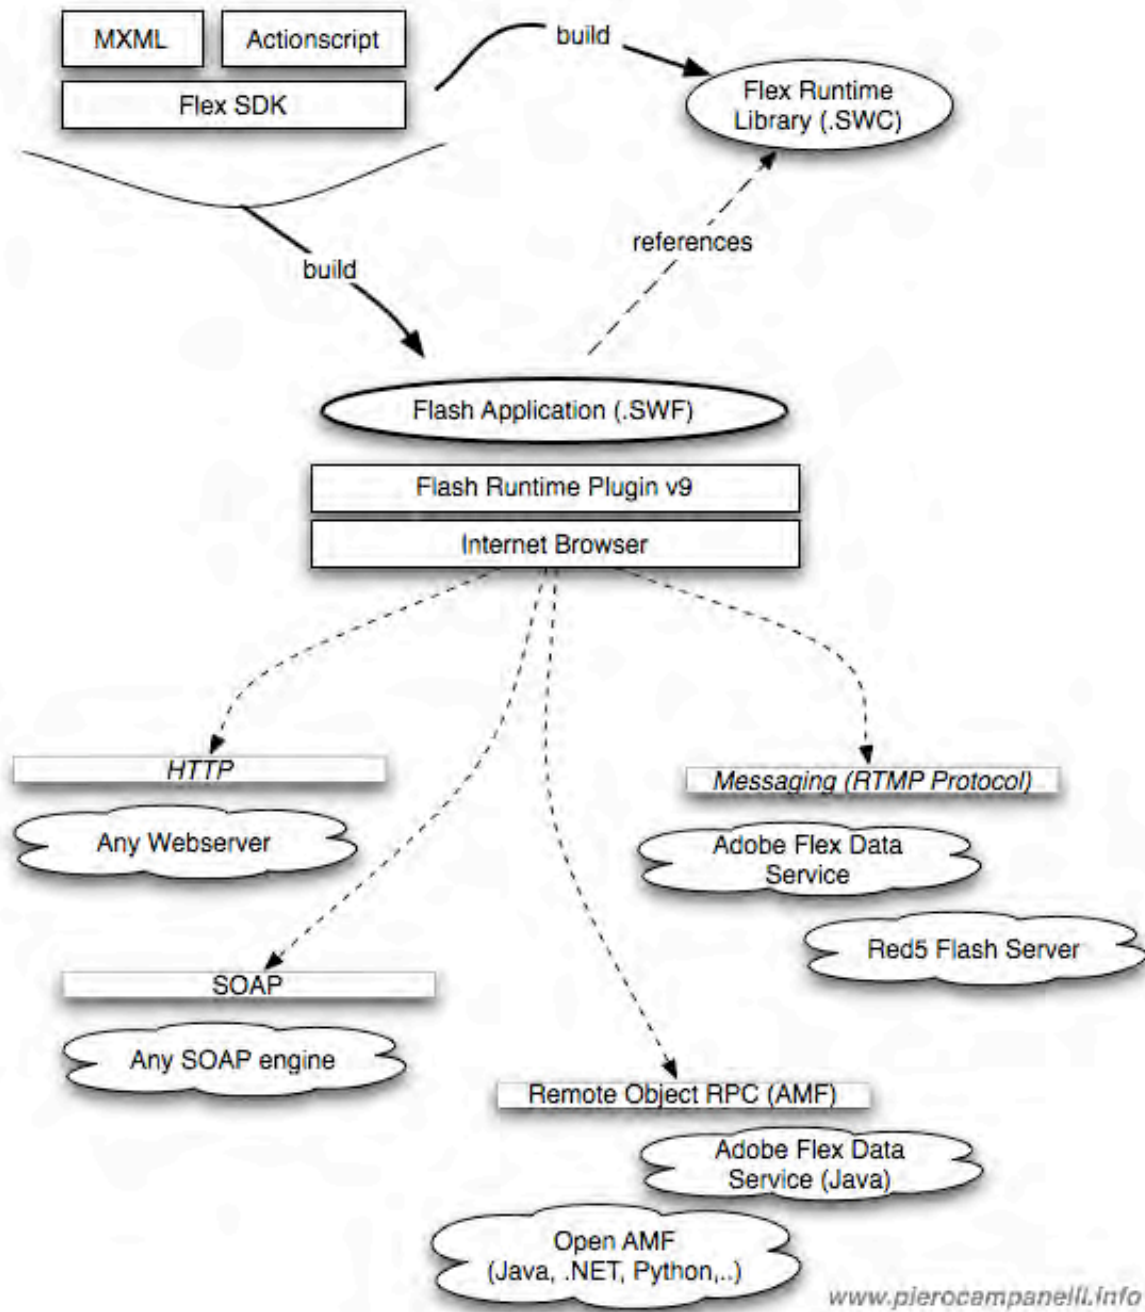 MXML
Actionscript
build
Flex SDK
Flex Runtime
Library (.SWC)
references
build
Flash Application (.SWF)
Flash Runtime Plugin v9
Internet Browser
HTTP
Messaging (RTMP Protocol)
Any Webserver
Adobe Flex Data
Service
Red5 Flash Server
SOAP
Any SOAP engine
Remote Object RPC (AMF)
Adobe Flex Data
Service (Java)
Open AMF
(Java, .NET, Python,..)
www.pierocampanelli.info